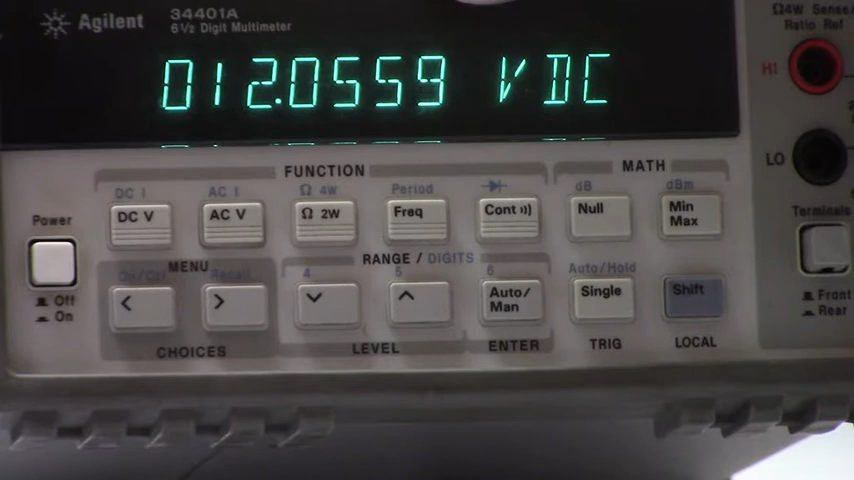 Agilent
34401A
6½ Digit Multimeter
Ω4W Sense/
Ratio Ref
012.0559 VDC
HI
LO
FUNCTION
MATH
DC I
AC I
Ω 4W
Period
dB
dBm
Power
DC V
AC V
Ω 2W
Freq
Cont
Null
Min
Max
Terminals
MENU
RANGE / DIGITS
On/Off
Recall
4
5
6
Auto/Hold
<
>
Auto/
Man
Single
Shift
Off
On
Front
Rear
CHOICES
LEVEL
ENTER
TRIG
LOCAL